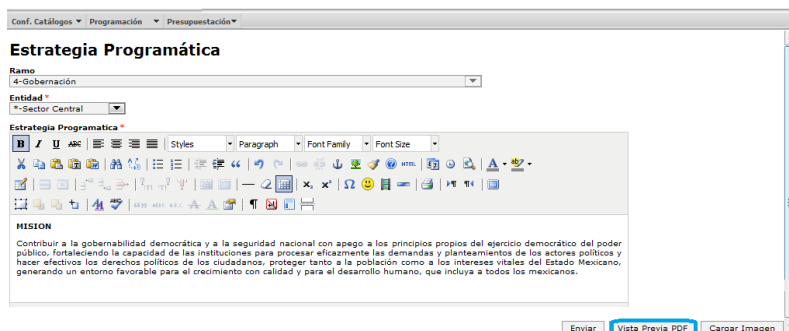 Conf. Catálogos Programación Presupuestación
Estrategia Programática
Ramo
4-Gobernación
Entidad *
*-Sector Central
Estrategia Programatica *
B I U ABC Styles Paragraph Font Family Font Size
HTML A ab
MISION
Contribuir a la gobernabilidad democrática y a la seguridad nacional con apego a los principios propios del ejercicio democrático del poder
público, fortaleciendo la capacidad de las instituciones para procesar eficazmente las demandas y planteamientos de los actores políticos y
hacer efectivos los derechos políticos de los ciudadanos, proteger tanto a la población como a los intereses vitales del Estado Mexicano,
generando un entorno favorable para el crecimiento con calidad y para el desarrollo humano, que incluya a todos los mexicanos.
Enviar Vista Previa PDF Cargar Imagen